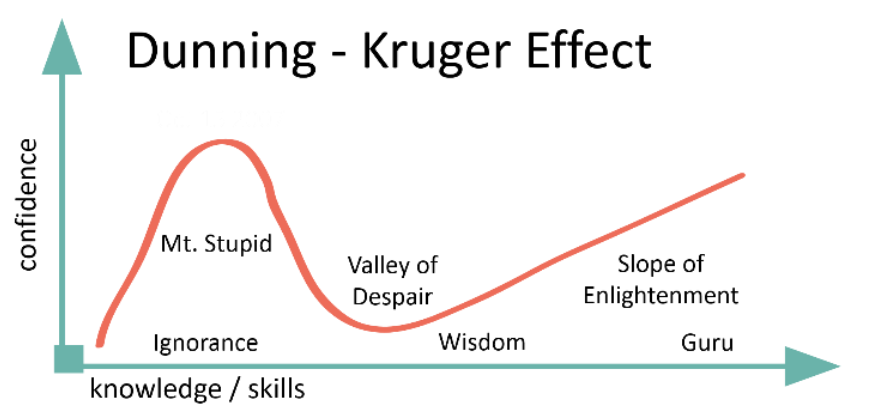 Dunning - Kruger Effect
confidence
Mt. Stupid
Valley of
Despair
Slope of
Enlightenment
Ignorance
Wisdom
Guru
knowledge / skills